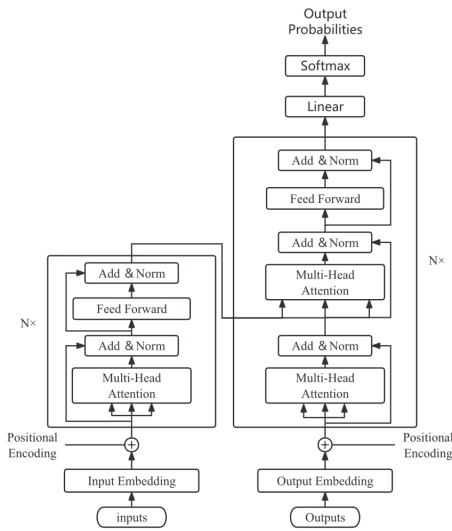 Output
Probabilities
Softmax
Linear
Add & Norm
Feed Forward
Add & Norm
Multi-Head
Attention
N×
Add & Norm
Multi-Head
Attention
Add & Norm
Feed Forward
N×
Add & Norm
Multi-Head
Attention
Positional
Encoding
Positional
Encoding
Input Embedding
Output Embedding
inputs
Outputs